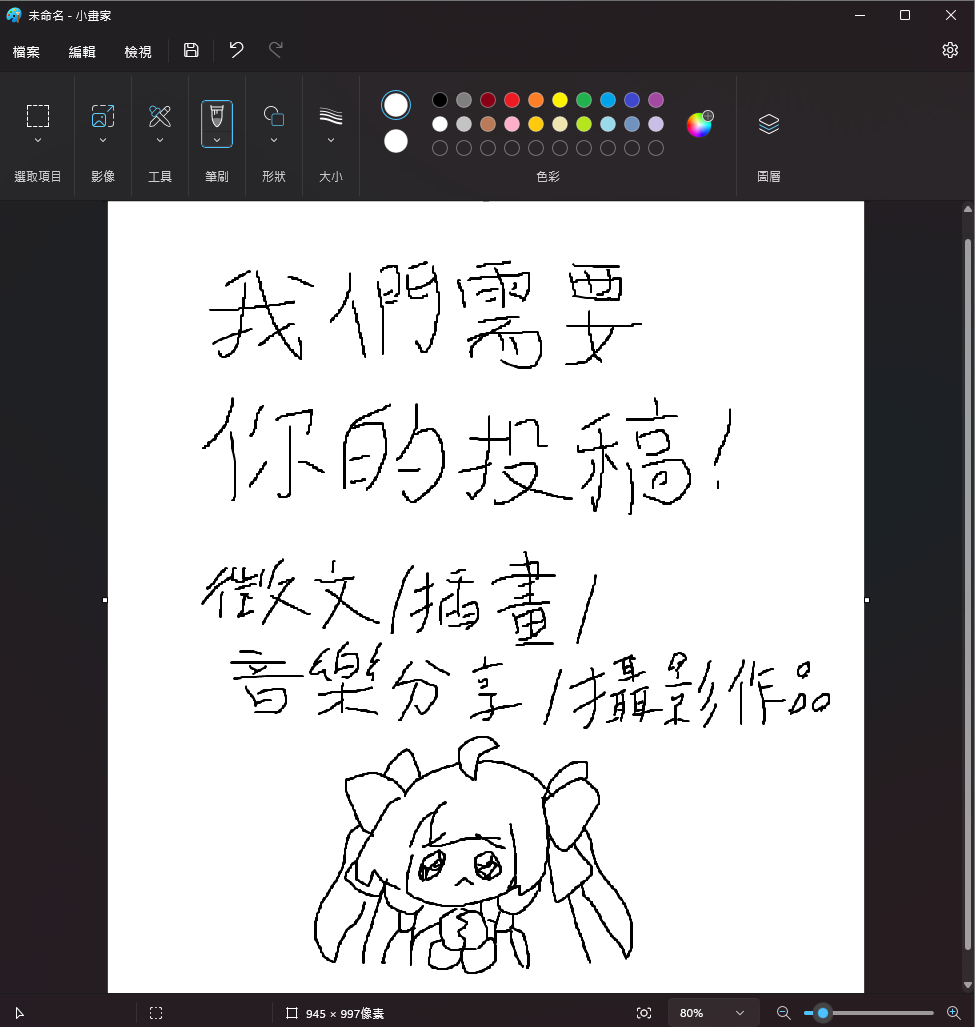 未命名 - 小畫家
檔案 編輯 檢視
選取項目 影像 工具 筆刷 形狀 大小 色彩 圖層
我們需要
你的投稿!
徵文/插畫/
音樂分享/攝影作品
945 × 997像素 80%